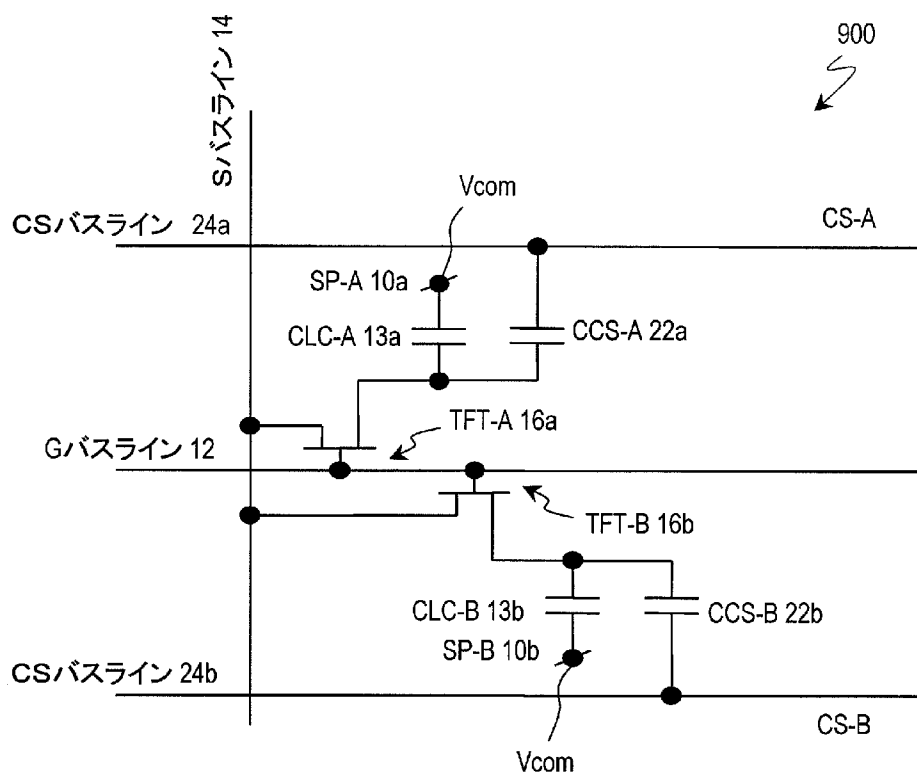 900
Sバスライン 14
Vcom
CSバスライン 24a
CS-A
SP-A 10a
CLC-A 13a
CCS-A 22a
TFT-A 16a
Gバスライン 12
TFT-B 16b
CLC-B 13b
CCS-B 22b
SP-B 10b
CSバスライン 24b
CS-B
Vcom